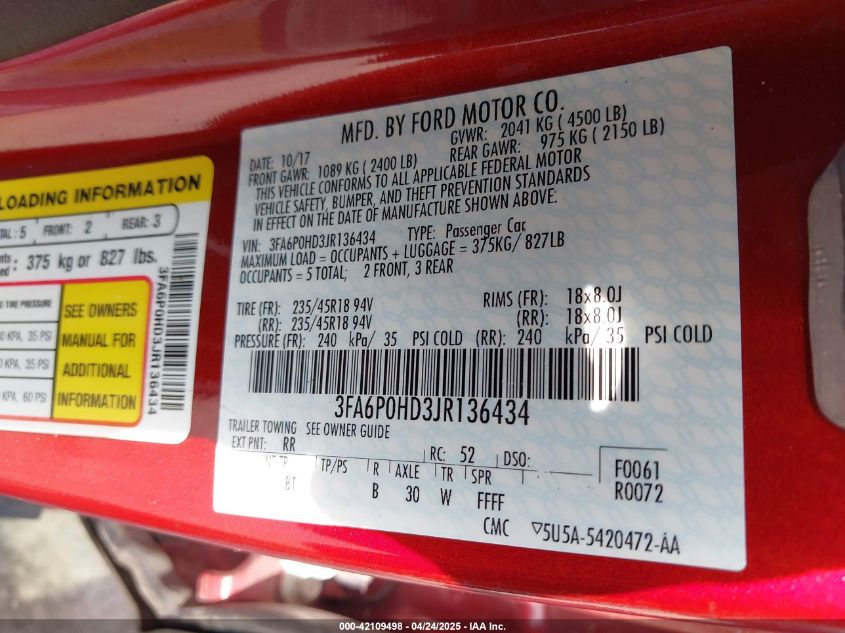 LOADING INFORMATION
TOTAL: 5 FRONT: 2 REAR: 3
375 kg or 827 lbs.
TIRE PRESSURE
KPA, 35 PSI
KPA, 35 PSI
KPA, 60 PSI
SEE OWNERS
MANUAL FOR
ADDITIONAL
INFORMATION
3FA6P0HD3JR136434
MFD. BY FORD MOTOR CO.
DATE: 10/17 GVWR: 2041 KG ( 4500 LB)
FRONT GAWR: 1089 KG ( 2400 LB) REAR GAWR: 975 KG ( 2150 LB)
THIS VEHICLE CONFORMS TO ALL APPLICABLE FEDERAL MOTOR
VEHICLE SAFETY, BUMPER, AND THEFT PREVENTION STANDARDS
IN EFFECT ON THE DATE OF MANUFACTURE SHOWN ABOVE.
VIN: 3FA6P0HD3JR136434 TYPE: Passenger Car
MAXIMUM LOAD = OCCUPANTS + LUGGAGE = 375KG/ 827LB
OCCUPANTS = 5 TOTAL; 2 FRONT, 3 REAR
TIRE (FR): 235/45R18 94V RIMS (FR): 18x8.0J
(RR): 235/45R18 94V (RR): 18x8.0J
PRESSURE (FR): 240 kPa/ 35 PSI COLD (RR): 240 kPa/ 35 PSI COLD
3FA6P0HD3JR136434
TRAILER TOWING SEE OWNER GUIDE
EXT PNT: RR RC: 52 DSO: F0061
INT TR TP/PS R AXLE TR SPR R0072
BT B 30 W FFFF
CMC ▽5U5A-5420472-AA
000-42109498 - 04/24/2025 - IAA Inc.